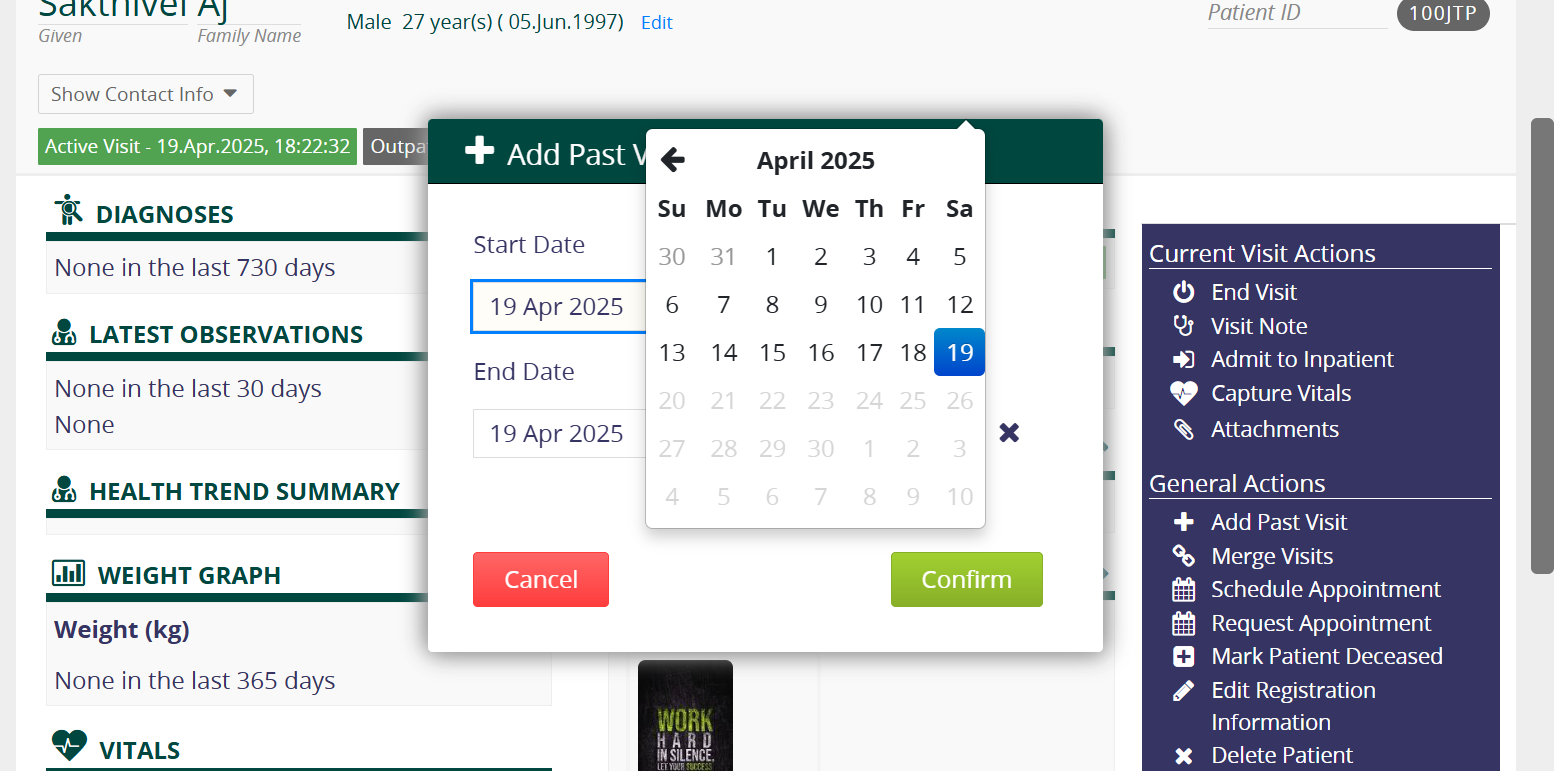 Sakthivel Aj
Given Family Name
Male 27 year(s) ( 05.Jun.1997) Edit
Patient ID 100JTP
Show Contact Info
Active Visit - 19.Apr.2025, 18:22:32
DIAGNOSES
None in the last 730 days
LATEST OBSERVATIONS
None in the last 30 days
None
HEALTH TREND SUMMARY
WEIGHT GRAPH
Weight (kg)
None in the last 365 days
VITALS
Add Past
Start Date
19 Apr 2025
End Date
19 Apr 2025
Cancel
Confirm
April 2025
Su Mo Tu We Th Fr Sa
30 31 1 2 3 4 5
6 7 8 9 10 11 12
13 14 15 16 17 18 19
20 21 22 23 24 25 26
27 28 29 30 1 2 3
4 5 6 7 8 9 10
WORK
HARD
IN SILENCE.
LET YOUR SUCCESS
Current Visit Actions
End Visit
Visit Note
Admit to Inpatient
Capture Vitals
Attachments
General Actions
Add Past Visit
Merge Visits
Schedule Appointment
Request Appointment
Mark Patient Deceased
Edit Registration
Information
Delete Patient